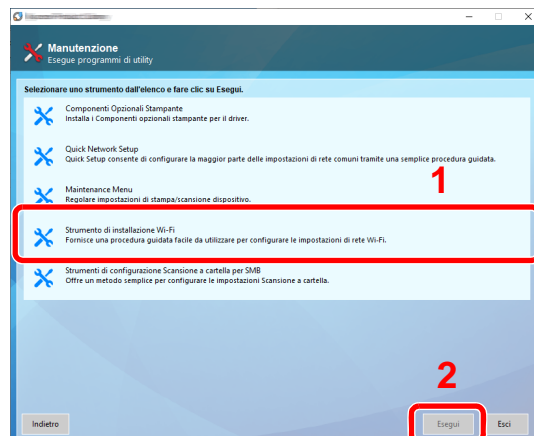 Manutenzione
Esegue programmi di utility
Selezionare uno strumento dall'elenco e fare clic su Esegui.
Componenti Opzionali Stampante
Installa i Componenti opzionali stampante per il driver.
Quick Network Setup
Quick Setup consente di configurare la maggior parte delle impostazioni di rete comuni tramite una semplice procedura guidata.
1
Maintenance Menu
Regolare impostazioni di stampa/scansione dispositivo.
Strumento di installazione Wi-Fi
Fornisce una procedura guidata facile da utilizzare per configurare le impostazioni di rete Wi-Fi.
Strumenti di configurazione Scansione a cartella per SMB
Offre un metodo semplice per configurare le impostazioni Scansione a cartella.
2
Indietro
Esegui
Esci